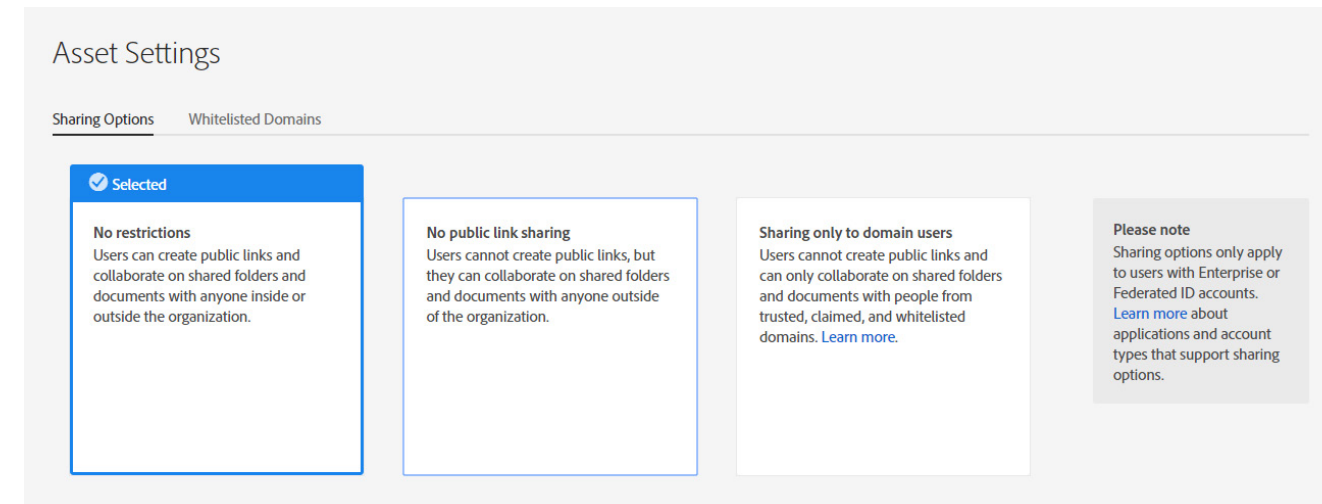 Asset Settings
Sharing Options Whitelisted Domains
Selected
No restrictions
Users can create public links and
collaborate on shared folders and
documents with anyone inside or
outside the organization.
No public link sharing
Users cannot create public links, but
they can collaborate on shared folders
and documents with anyone outside
of the organization.
Sharing only to domain users
Users cannot create public links and
can only collaborate on shared folders
and documents with people from
trusted, claimed, and whitelisted
domains. Learn more.
Please note
Sharing options only apply
to users with Enterprise or
Federated ID accounts.
Learn more about
applications and account
types that support sharing
options.